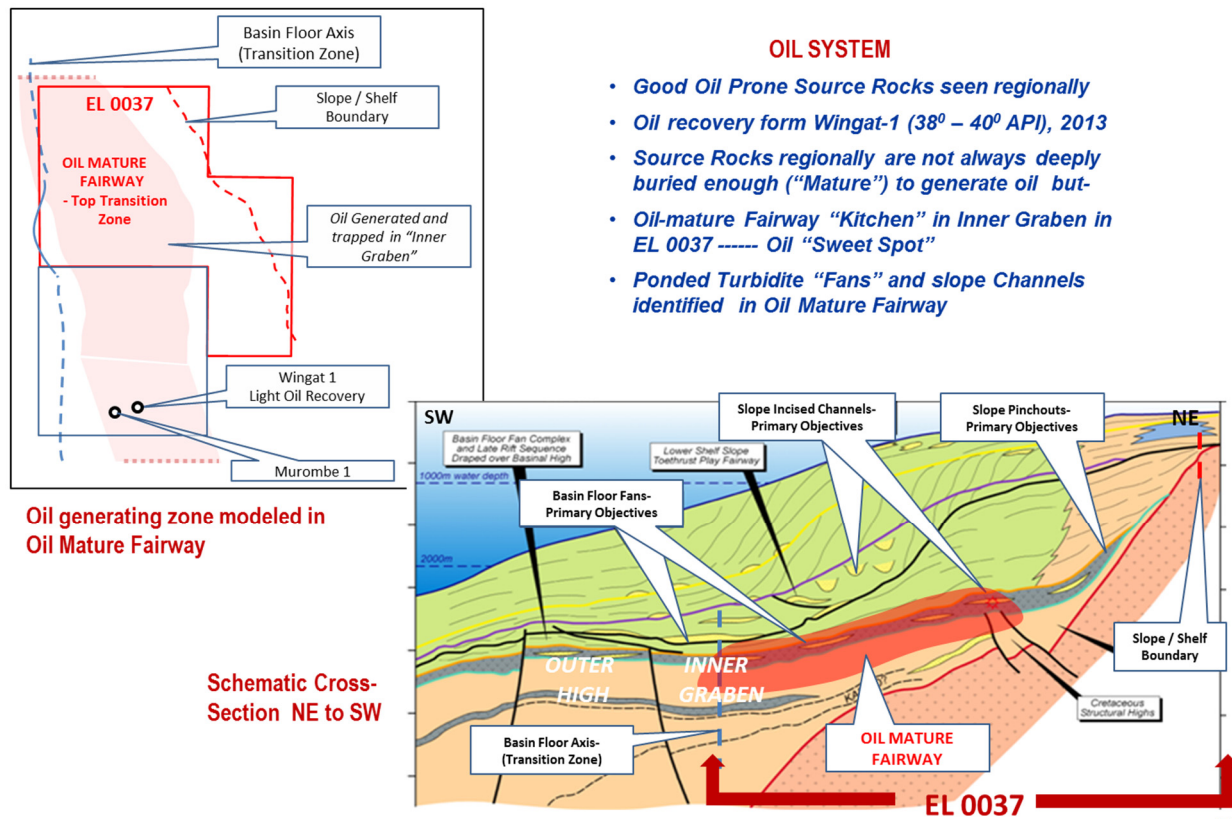 Basin Floor Axis
(Transition Zone)
EL 0037
Slope / Shelf
Boundary
OIL MATURE
FAIRWAY
- Top Transition
Zone
Oil Generated and
trapped in “Inner
Graben”
Wingat 1
Light Oil Recovery
Murombe 1
Oil generating zone modeled in
Oil Mature Fairway
OIL SYSTEM
• Good Oil Prone Source Rocks seen regionally
• Oil recovery form Wingat-1 (38⁰ – 40⁰ API), 2013
• Source Rocks regionally are not always deeply
buried enough (“Mature”) to generate oil but-
• Oil-mature Fairway “Kitchen” in Inner Graben in
EL 0037 ------ Oil “Sweet Spot”
• Ponded Turbidite “Fans” and slope Channels
identified in Oil Mature Fairway
Schematic Cross-
Section NE to SW
SW
NE
Basin Floor Fan Complex
and Late Rift Sequence
Draped over Basinal High
Slope Incised Channels-
Primary Objectives
Slope Pinchouts-
Primary Objectives
Lower Shelf Slope
Toethrust Play Fairway
1000m water depth
Basin Floor Fans-
Primary Objectives
2000m
OUTER
HIGH
INNER
GRABEN
Slope / Shelf
Boundary
Cretaceous
Structural Highs
Basin Floor Axis-
(Transition Zone)
OIL MATURE
FAIRWAY
EL 0037